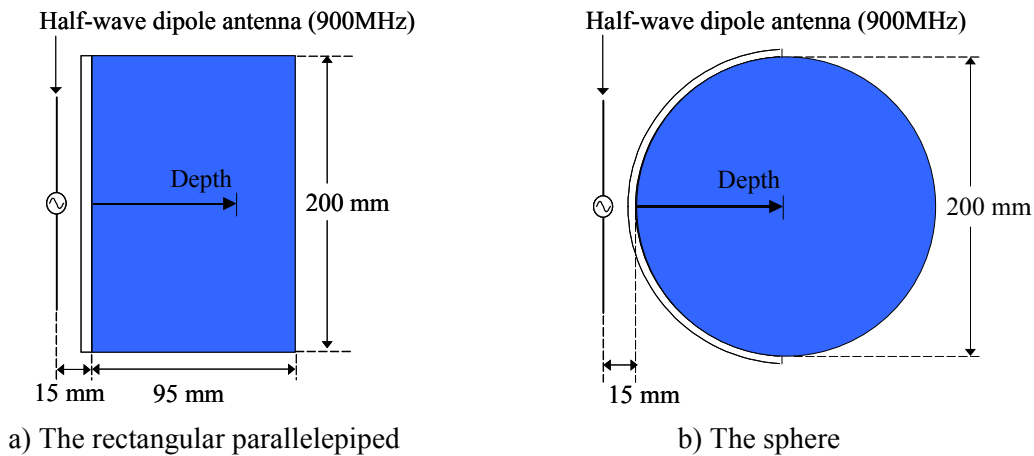 Half-wave dipole antenna (900MHz)
Depth
200 mm
15 mm
95 mm
a) The rectangular parallelepiped
Half-wave dipole antenna (900MHz)
Depth
200 mm
15 mm
b) The sphere